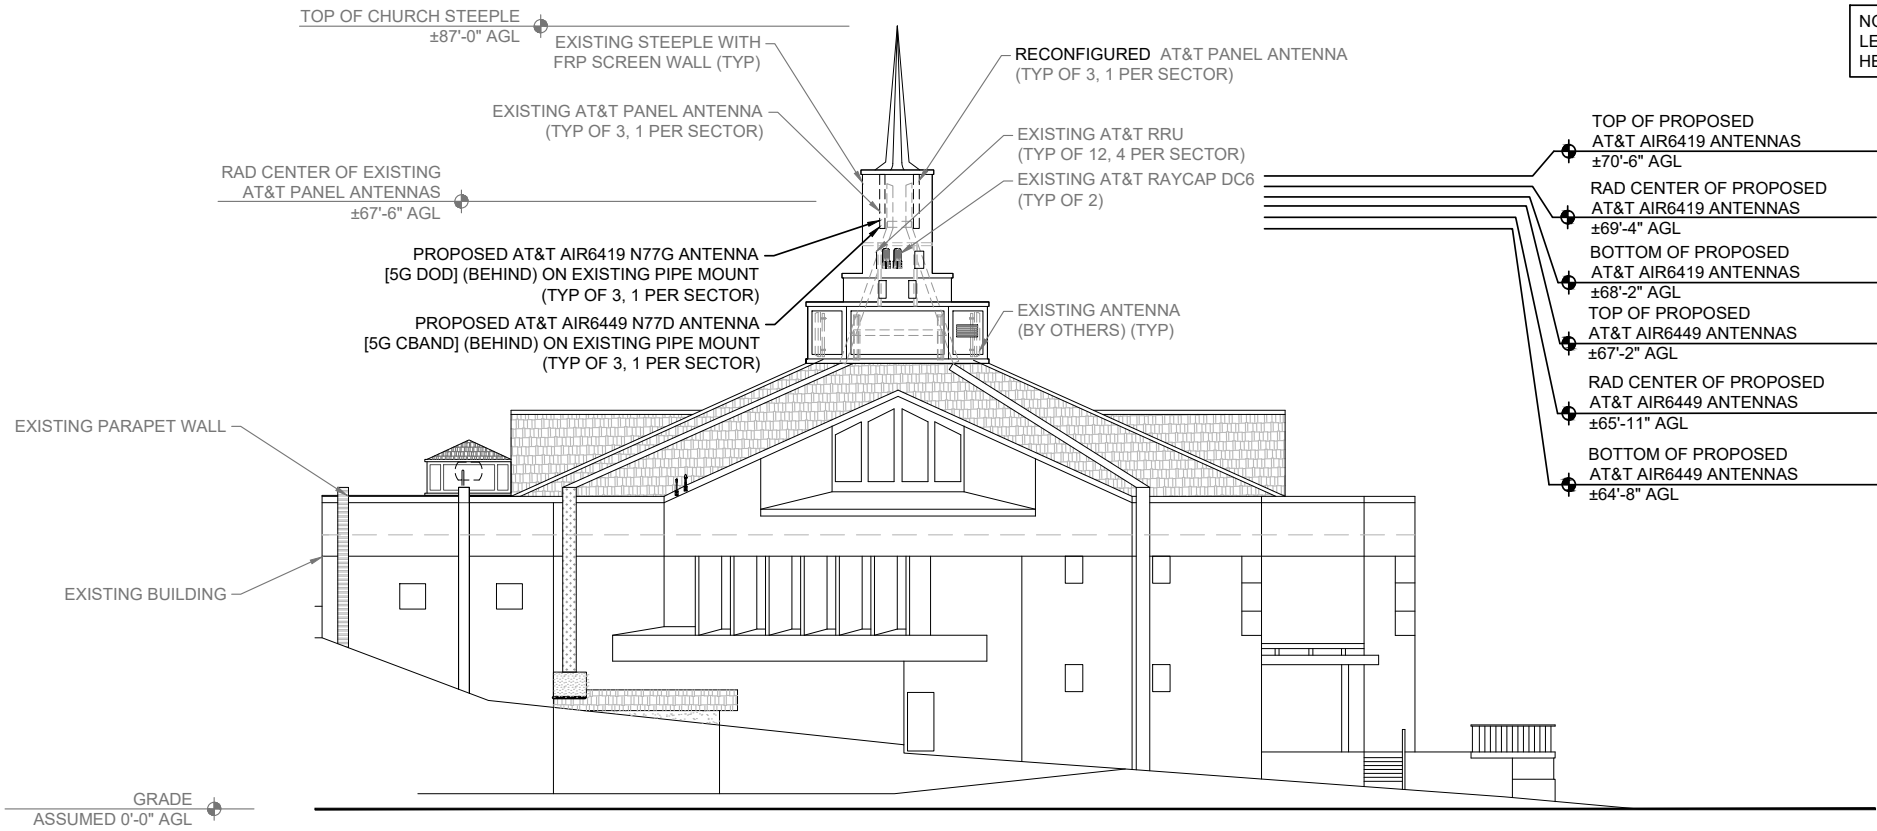 TOP OF CHURCH STEEPLE
±87'-0" AGL
EXISTING STEEPLE WITH
FRP SCREEN WALL (TYP)
EXISTING AT&T PANEL ANTENNA
(TYP OF 3, 1 PER SECTOR)
RAD CENTER OF EXISTING
AT&T PANEL ANTENNAS
±67'-6" AGL
PROPOSED AT&T AIR6419 N77G ANTENNA
[5G DOD] (BEHIND) ON EXISTING PIPE MOUNT
(TYP OF 3, 1 PER SECTOR)
PROPOSED AT&T AIR6449 N77D ANTENNA
[5G CBAND] (BEHIND) ON EXISTING PIPE MOUNT
(TYP OF 3, 1 PER SECTOR)
EXISTING PARAPET WALL
EXISTING BUILDING
GRADE
ASSUMED 0'-0" AGL
RECONFIGURED AT&T PANEL ANTENNA
(TYP OF 3, 1 PER SECTOR)
EXISTING AT&T RRU
(TYP OF 12, 4 PER SECTOR)
EXISTING AT&T RAYCAP DC6
(TYP OF 2)
EXISTING ANTENNA
(BY OTHERS) (TYP)
TOP OF PROPOSED
AT&T AIR6419 ANTENNAS
±70'-6" AGL
RAD CENTER OF PROPOSED
AT&T AIR6419 ANTENNAS
±69'-4" AGL
BOTTOM OF PROPOSED
AT&T AIR6419 ANTENNAS
±68'-2" AGL
TOP OF PROPOSED
AT&T AIR6449 ANTENNAS
±67'-2" AGL
RAD CENTER OF PROPOSED
AT&T AIR6449 ANTENNAS
±65'-11" AGL
BOTTOM OF PROPOSED
AT&T AIR6449 ANTENNAS
±64'-8" AGL